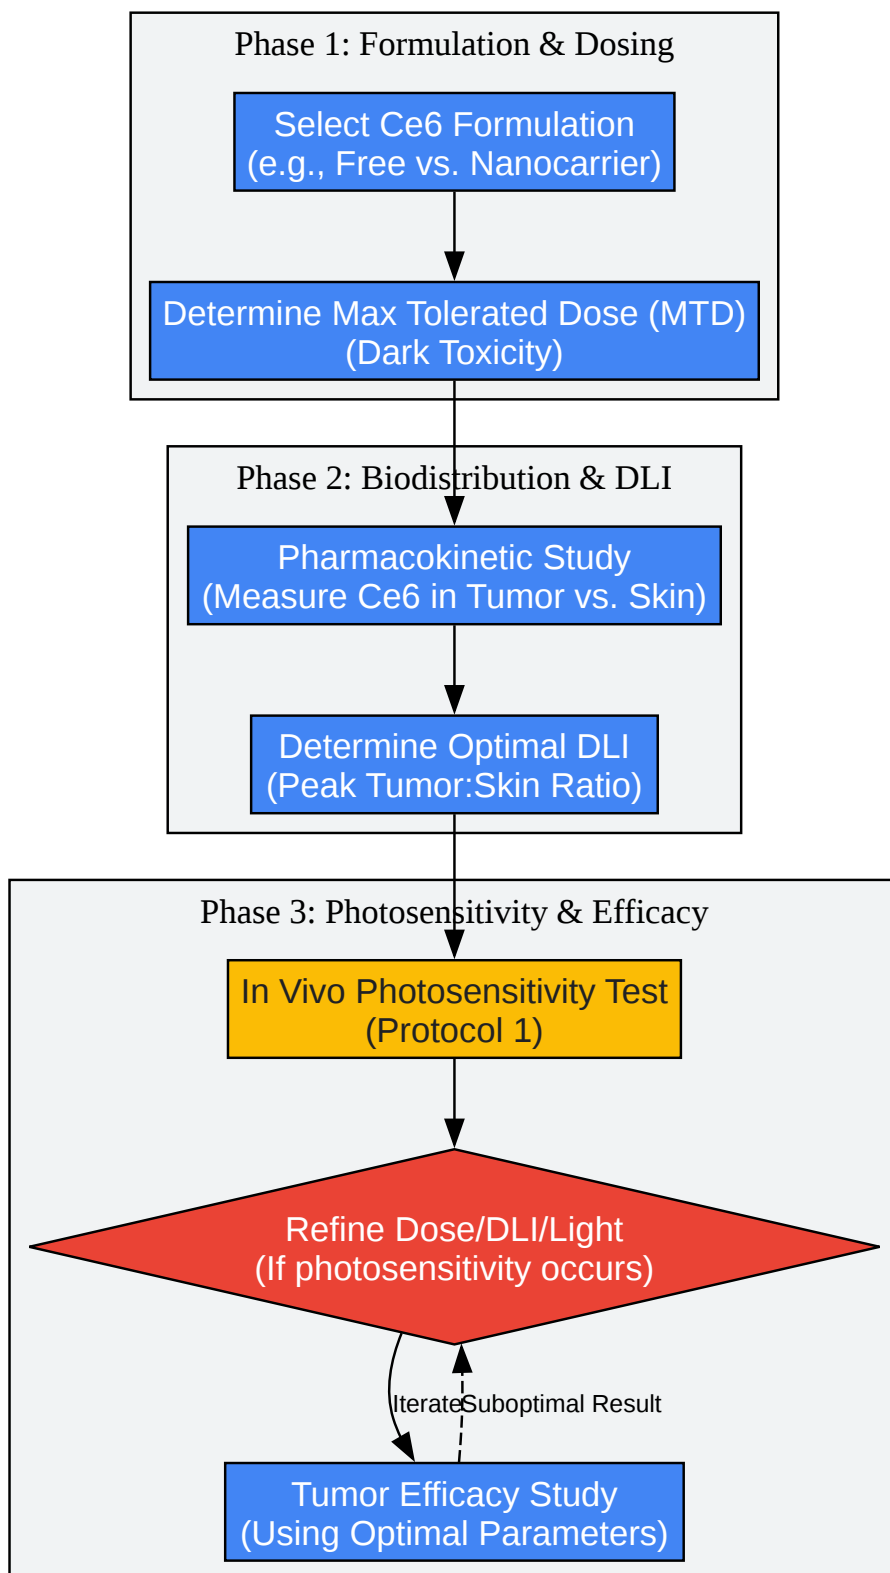 Phase 1: Formulation & Dosing
Select Ce6 Formulation
(e.g., Free vs. Nanocarrier)
Determine Max Tolerated Dose (MTD)
(Dark Toxicity)
Phase 2: Biodistribution & DLI
Pharmacokinetic Study
(Measure Ce6 in Tumor vs. Skin)
Determine Optimal DLI
(Peak Tumor:Skin Ratio)
Phase 3: Photosensitivity & Efficacy
In Vivo Photosensitivity Test
(Protocol 1)
Refine Dose/DLI/Light
(If photosensitivity occurs)
Iterate
Suboptimal Result
Tumor Efficacy Study
(Using Optimal Parameters)